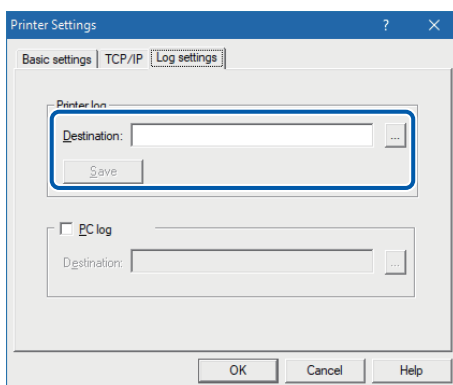 Printer Settings ? ×
Basic settings TCP/IP Log settings
Printer log
Destination: ...
Save
PC log
Destination: ...
OK Cancel Help